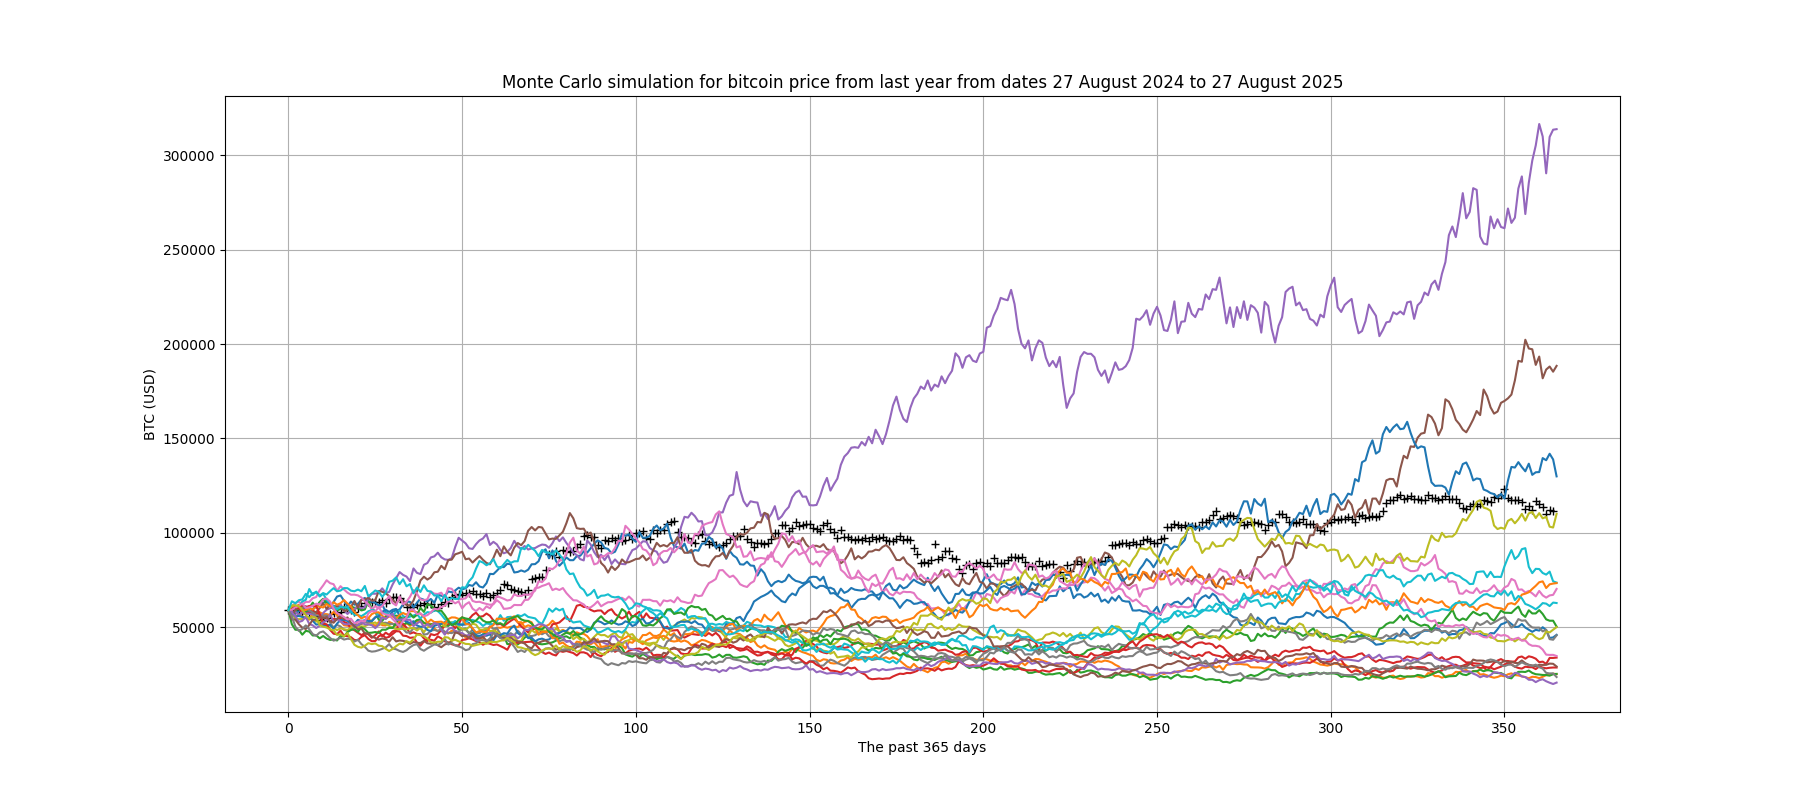 Monte Carlo simulation for bitcoin price from last year from dates 27 August 2024 to 27 August 2025
300000
250000
200000
150000
100000
50000
BTC (USD)
0 50 100 150 200 250 300 350
The past 365 days